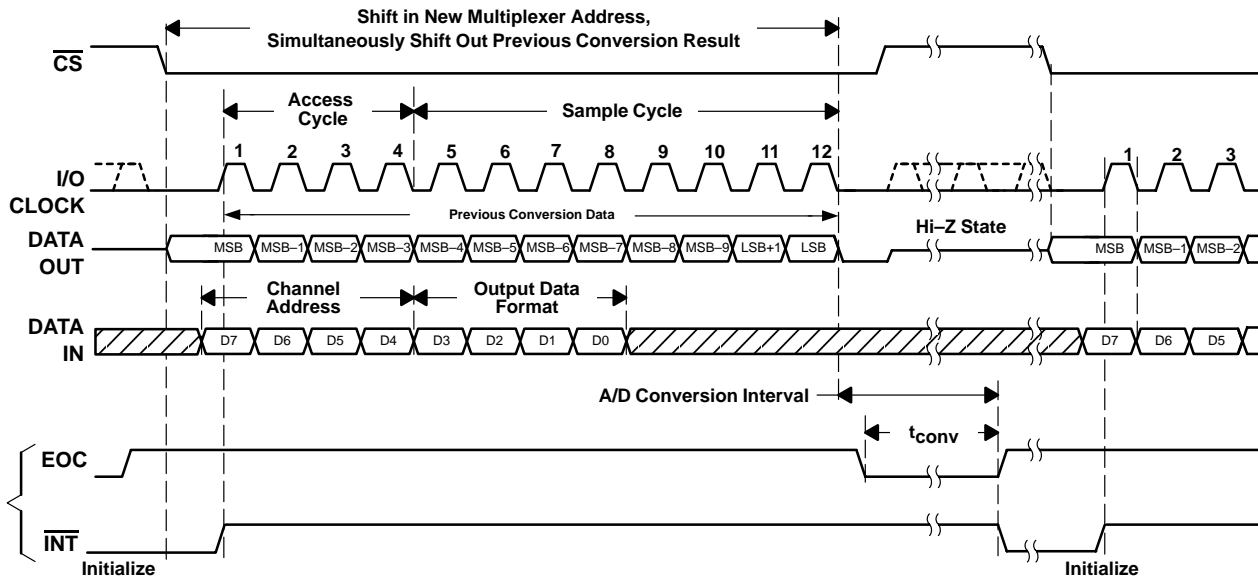 Shift in New Multiplexer Address,
Simultaneously Shift Out Previous Conversion Result
CS
Access
Cycle
Sample Cycle
1 2 3 4 5 6 7 8 9 10 11 12 1 2 3
I/O
CLOCK
Previous Conversion Data
Hi–Z State
DATA
OUT
MSB MSB–1 MSB–2 MSB–3 MSB–4 MSB–5 MSB–6 MSB–7 MSB–8 MSB–9 LSB+1 LSB MSB MSB–1 MSB–2
Channel
Address
Output Data
Format
DATA
IN
D7 D6 D5 D4 D3 D2 D1 D0 D7 D6 D5
A/D Conversion Interval
tconv
EOC
INT
Initialize Initialize